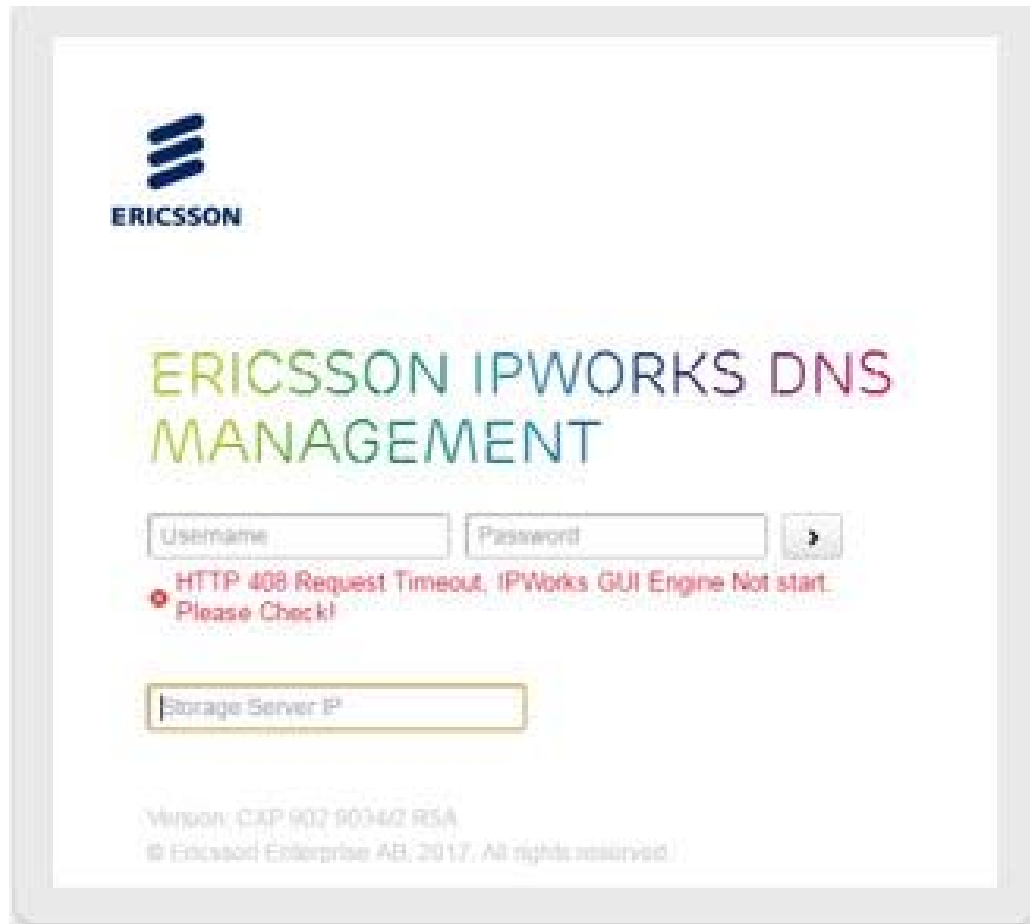 ERICSSON
ERICSSON IPWORKS DNS
MANAGEMENT
Username Password
HTTP 408 Request Timeout, IPWorks GUI Engine Not start.
Please Check!
Storage Server IP
Version: CXP 902 9034/2 R5A
© Ericsson Enterprise AB, 2017. All rights reserved.